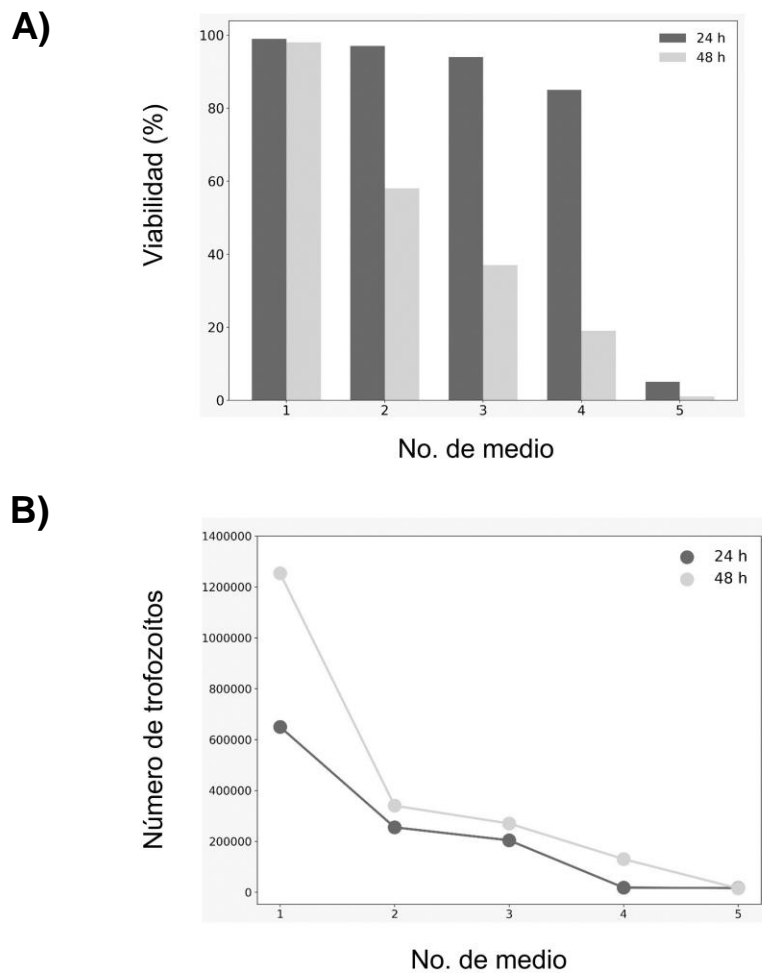 A)
Viabilidad (%)
100
80
60
40
20
0
24 h
48 h
1 2 3 4 5
No. de medio
B)
Número de trofozoítos
1400000
1200000
1000000
800000
600000
400000
200000
0
24 h
48 h
1 2 3 4 5
No. de medio